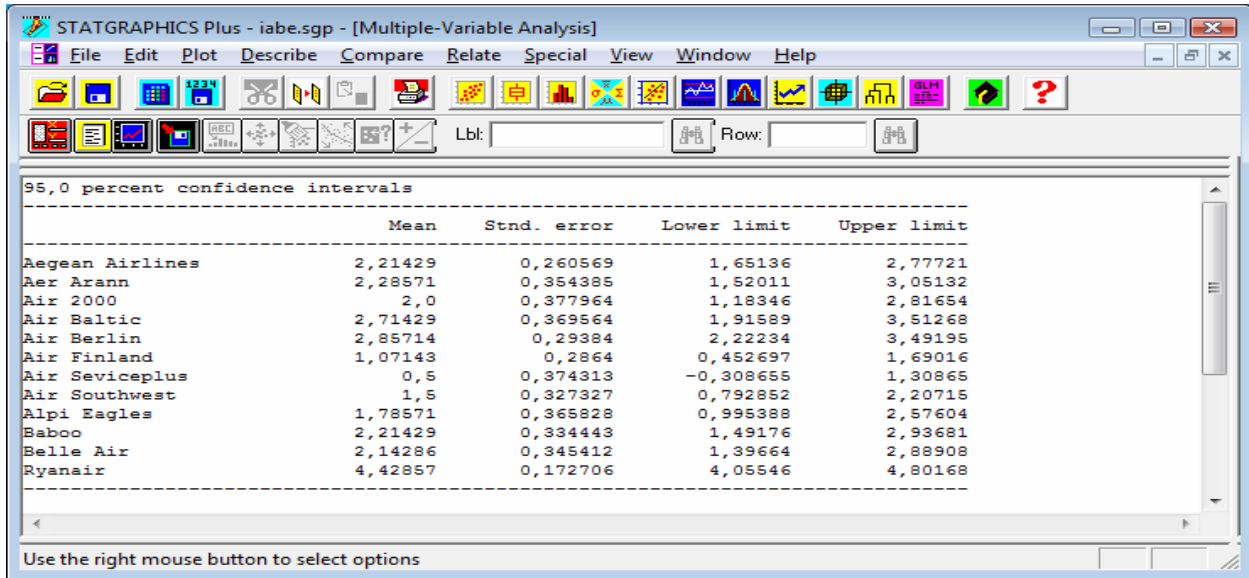 STATGRAPHICS Plus - iabe.sgp - [Multiple-Variable Analysis]
File Edit Plot Describe Compare Relate Special View Window Help
1234
GLM
ABC
Lbl: Row:
95,0 percent confidence intervals
Mean Stnd. error Lower limit Upper limit
Aegean Airlines 2,21429 0,260569 1,65136 2,77721
Aer Arann 2,28571 0,354385 1,52011 3,05132
Air 2000 2,0 0,377964 1,18346 2,81654
Air Baltic 2,71429 0,369564 1,91589 3,51268
Air Berlin 2,85714 0,29384 2,22234 3,49195
Air Finland 1,07143 0,2864 0,452697 1,69016
Air Seviceplus 0,5 0,374313 -0,308655 1,30865
Air Southwest 1,5 0,327327 0,792852 2,20715
Alpi Eagles 1,78571 0,365828 0,995388 2,57604
Baboo 2,21429 0,334443 1,49176 2,93681
Belle Air 2,14286 0,345412 1,39664 2,88908
Ryanair 4,42857 0,172706 4,05546 4,80168
Use the right mouse button to select options